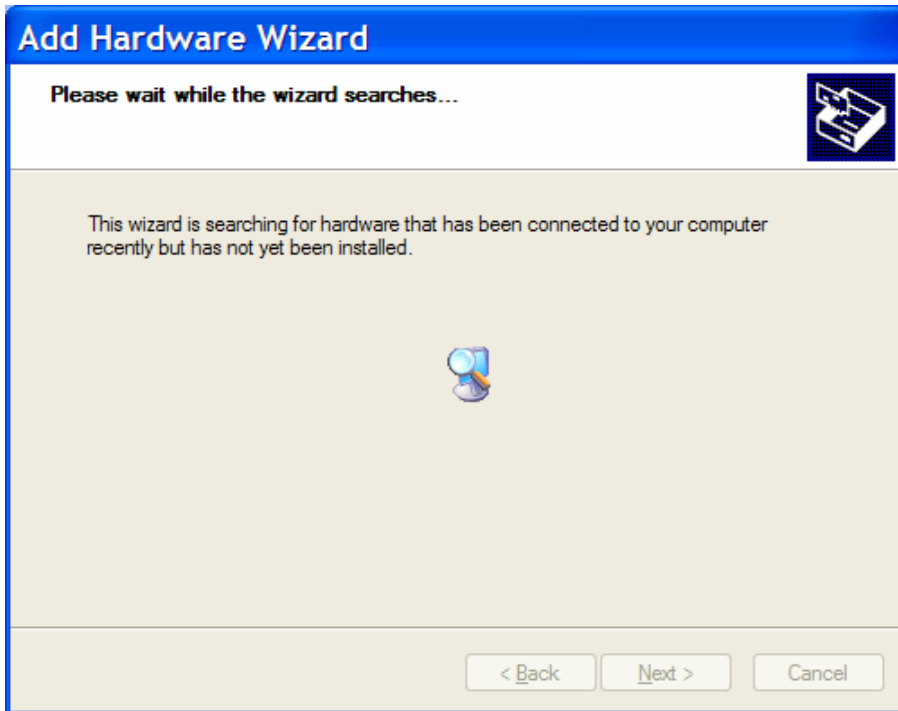 Add Hardware Wizard
Please wait while the wizard searches...
This wizard is searching for hardware that has been connected to your computer
recently but has not yet been installed.
< Back Next > Cancel